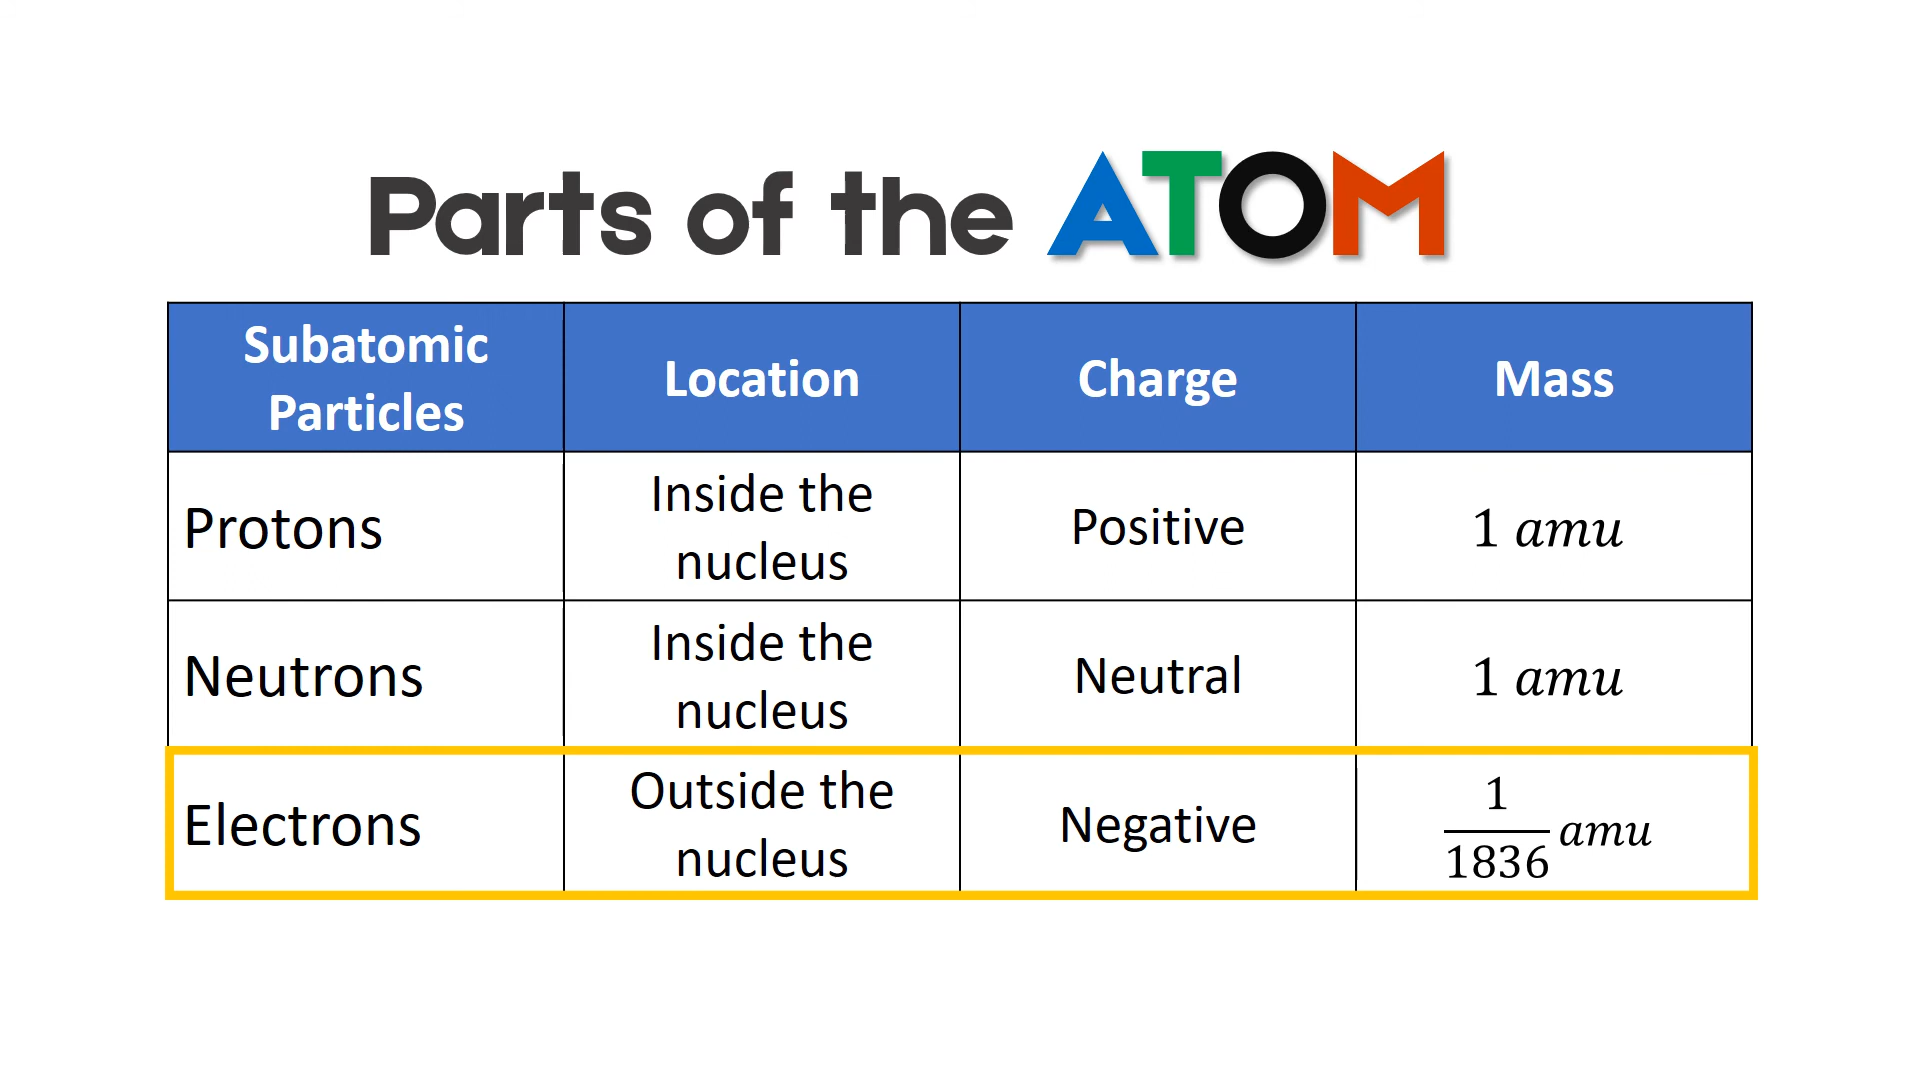 Parts of the ATOM
Subatomic
Particles
Location
Charge
Mass
Protons
Inside the
nucleus
Positive
1 amu
Neutrons
Inside the
nucleus
Neutral
1 amu
Electrons
Outside the
nucleus
Negative
1
1836
amu